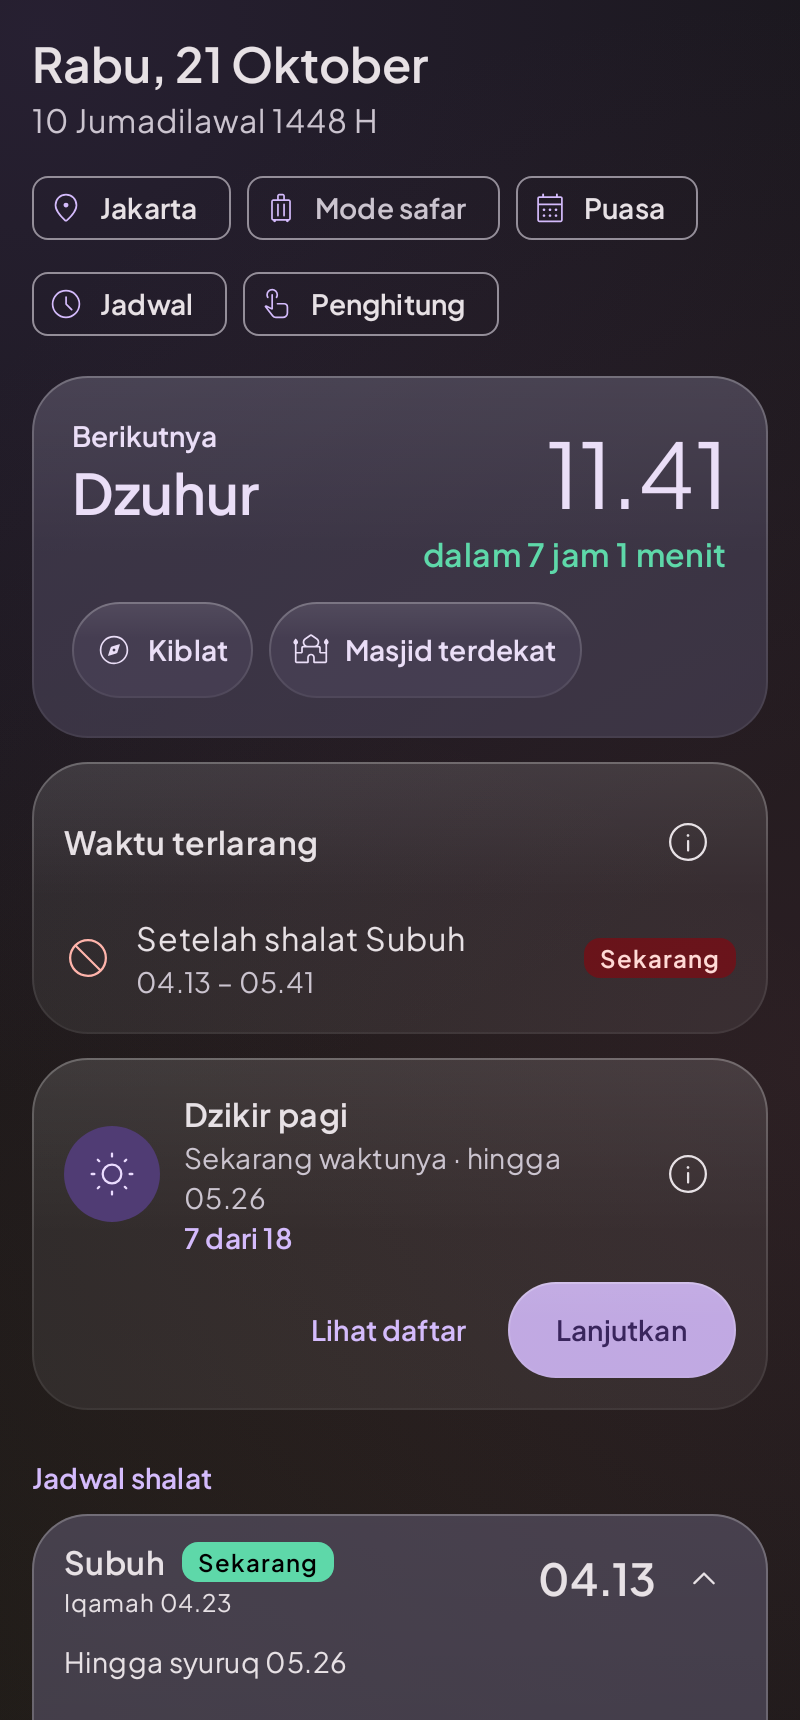 Rabu, 21 Oktober
10 Jumadilawal 1448 H
Jakarta
Mode safar
Puasa
Jadwal
Penghitung
Berikutnya
Dzuhur
11.41
dalam 7 jam 1 menit
Kiblat
Masjid terdekat
Waktu terlarang
Setelah shalat Subuh
04.13 – 05.41
Sekarang
Dzikir pagi
Sekarang waktunya · hingga
05.26
7 dari 18
Lihat daftar
Lanjutkan
Jadwal shalat
Subuh
Sekarang
04.13
Iqamah 04.23
Hingga syuruq 05.26